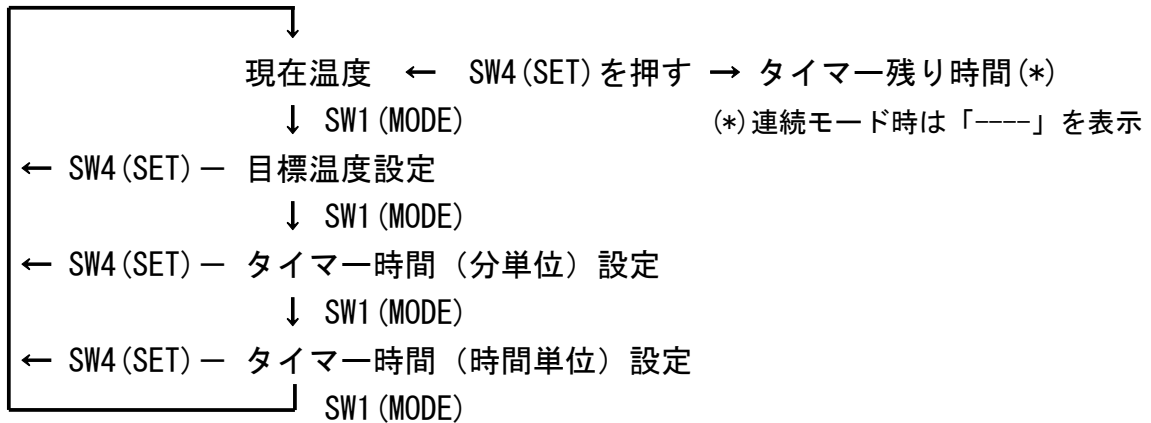 現在温度 ← SW4(SET)を押す → タイマー残り時間(*)
↓ SW1(MODE) (*)連続モード時は「----」を表示
← SW4(SET)― 目標温度設定
↓ SW1(MODE)
← SW4(SET)― タイマー時間（分単位）設定
↓ SW1(MODE)
← SW4(SET)― タイマー時間（時間単位）設定
SW1(MODE)